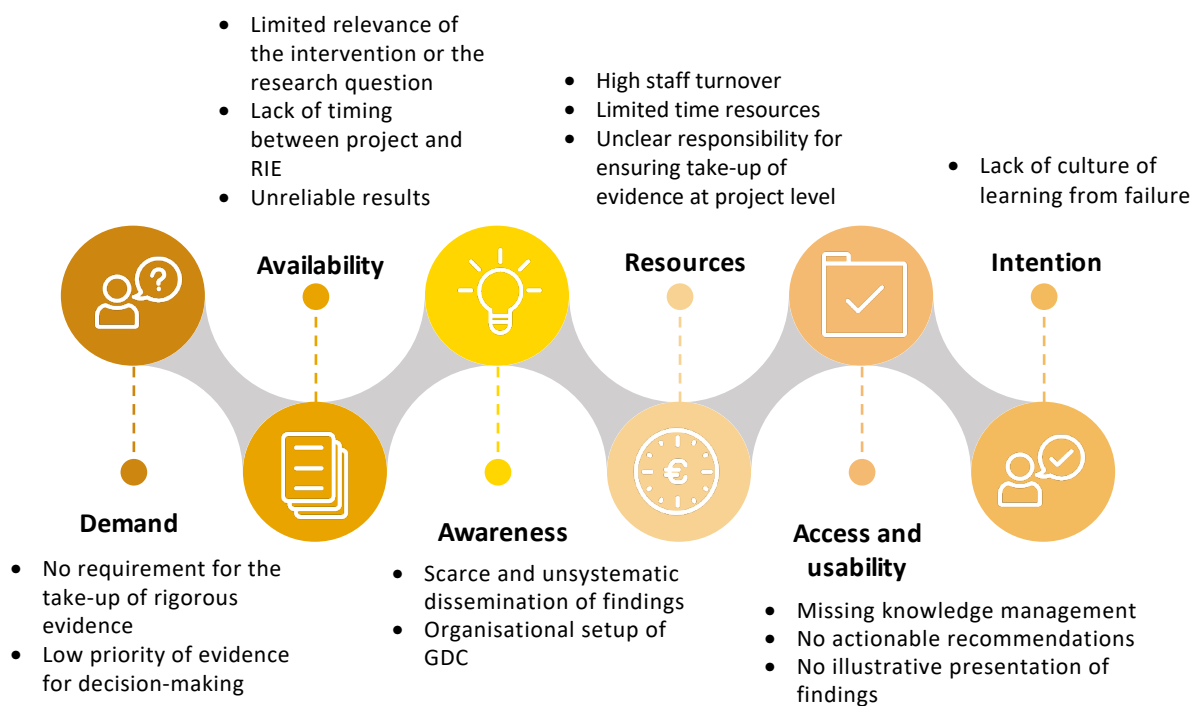 • Limited relevance of
the intervention or the
research question
• Lack of timing
between project and
RIE
• Unreliable results
Availability
• High staff turnover
• Limited time resources
• Unclear responsibility for
ensuring take-up of
evidence at project level
Resources
• Lack of culture of
learning from failure
Intention
?
€
Demand
• No requirement for the
take-up of rigorous
evidence
• Low priority of evidence
for decision-making
Awareness
• Scarce and unsystematic
dissemination of findings
• Organisational setup of
GDC
Access and
usability
• Missing knowledge management
• No actionable recommendations
• No illustrative presentation of
findings